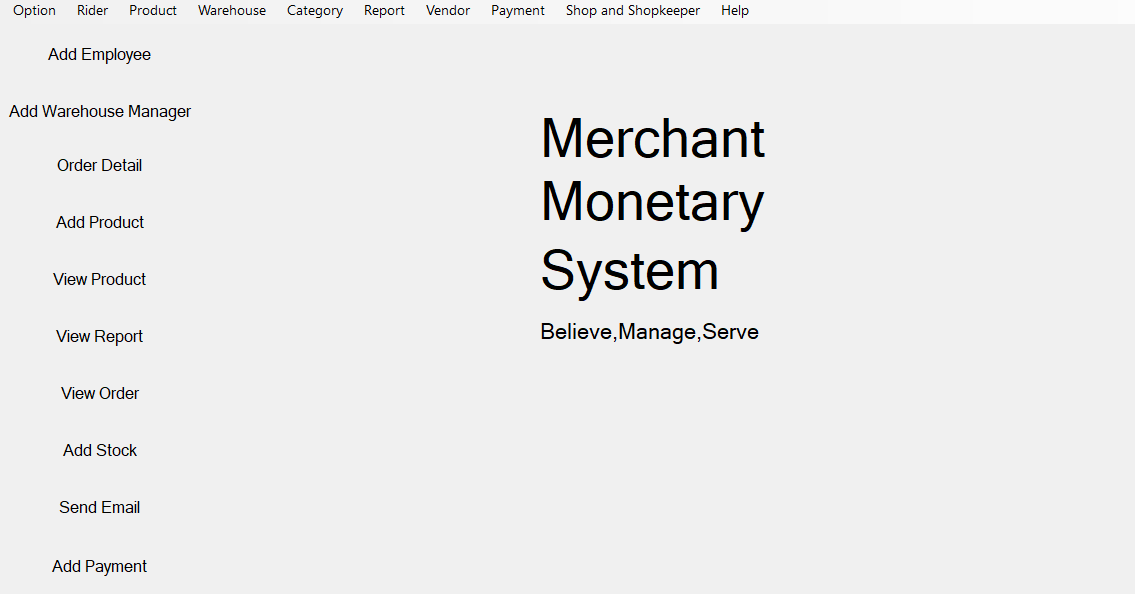 Option Rider Product Warehouse Category Report Vendor Payment Shop and Shopkeeper Help
Add Employee
Add Warehouse Manager
Order Detail
Add Product
View Product
View Report
View Order
Add Stock
Send Email
Add Payment
Merchant
Monetary
System
Believe,Manage,Serve